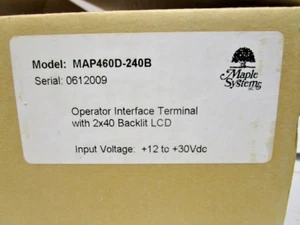 Model: MAP460D-240B
Serial: 0612009
Maple
Systems
Operator Interface Terminal
with 2x40 Backlit LCD
Input Voltage: +12 to +30Vdc